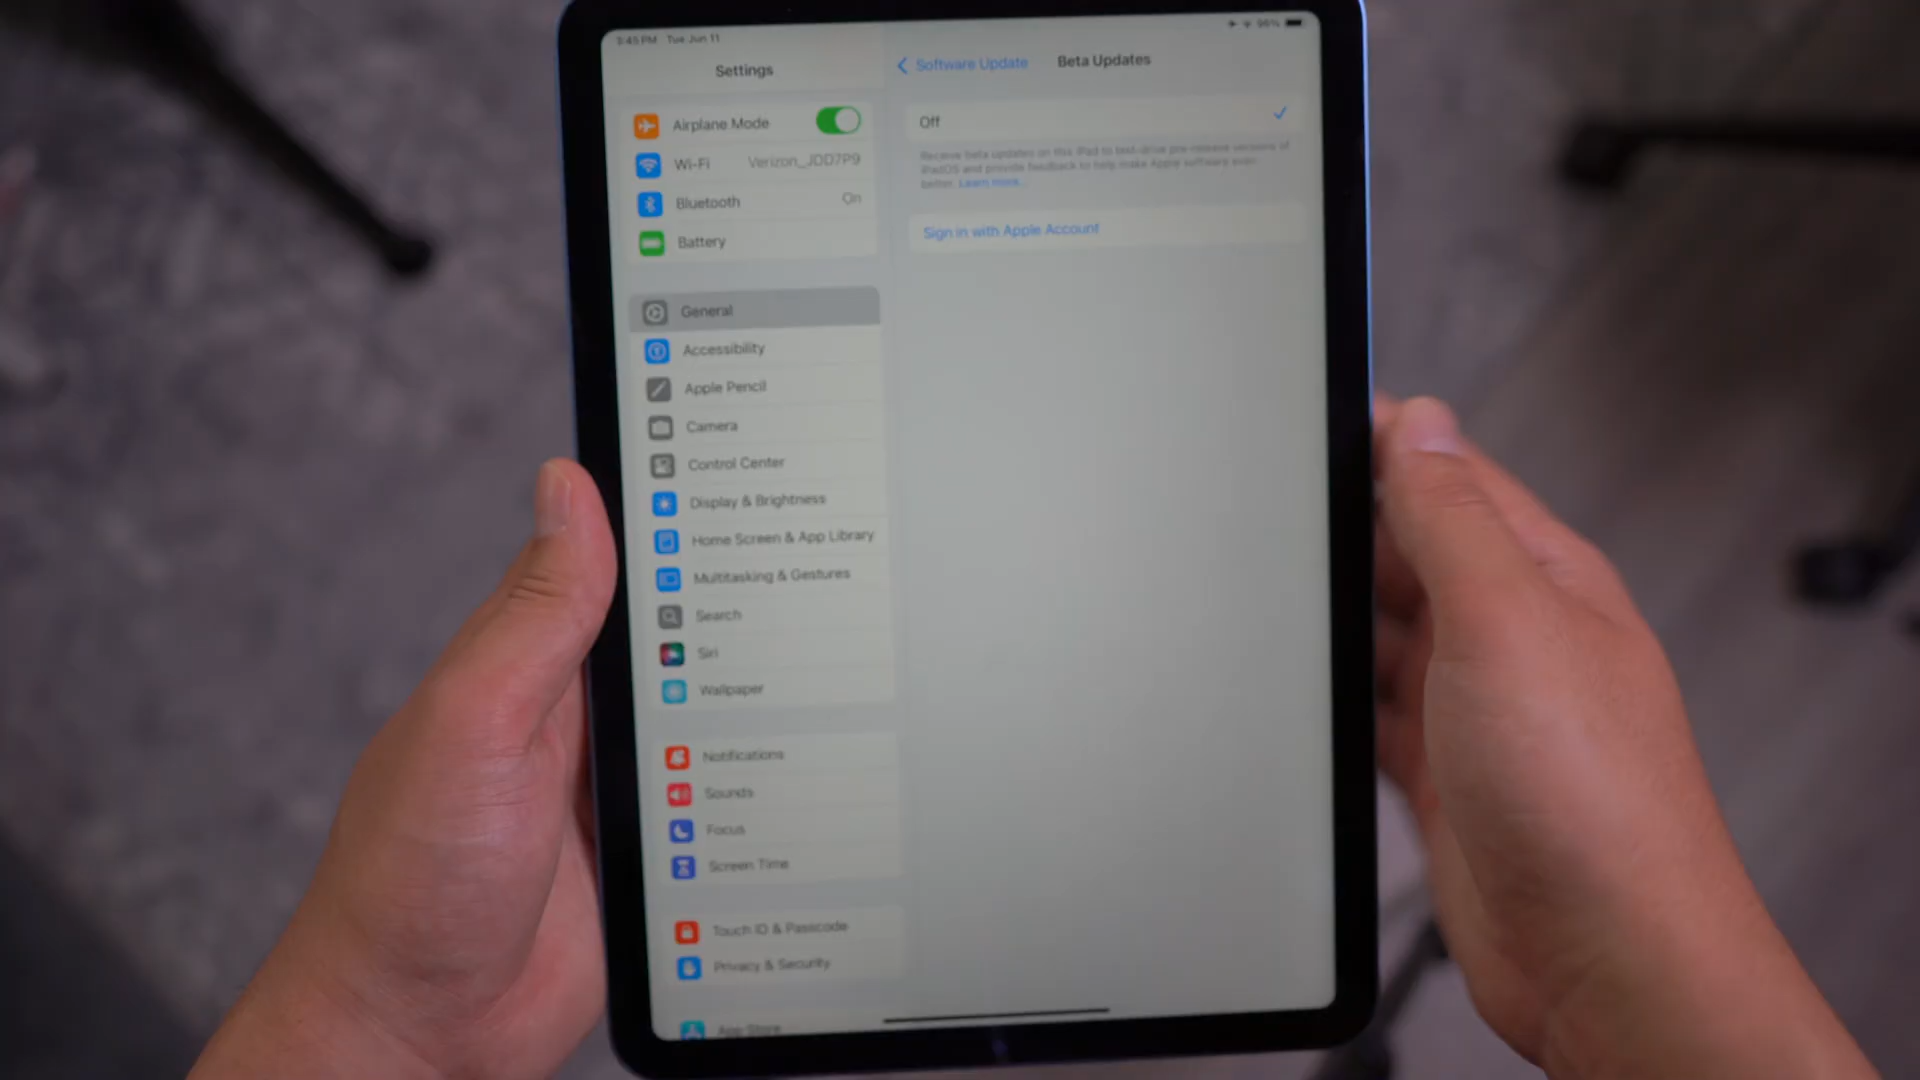 3:45 PM Tue Jun 11
96%
Settings
Software Update
Beta Updates
Airplane Mode
Wi-Fi Verizon_JDD7P9
Bluetooth On
Battery
General
Accessibility
Apple Pencil
Camera
Control Center
Display & Brightness
Home Screen & App Library
Multitasking & Gestures
Search
Siri
Wallpaper
Notifications
Sounds
Focus
Screen Time
Touch ID & Passcode
Privacy & Security
App Store
Off
Receive beta updates on this iPad to test-drive pre-release versions of
iPadOS and provide feedback to help make Apple software even
better. Learn more...
Sign in with Apple Account